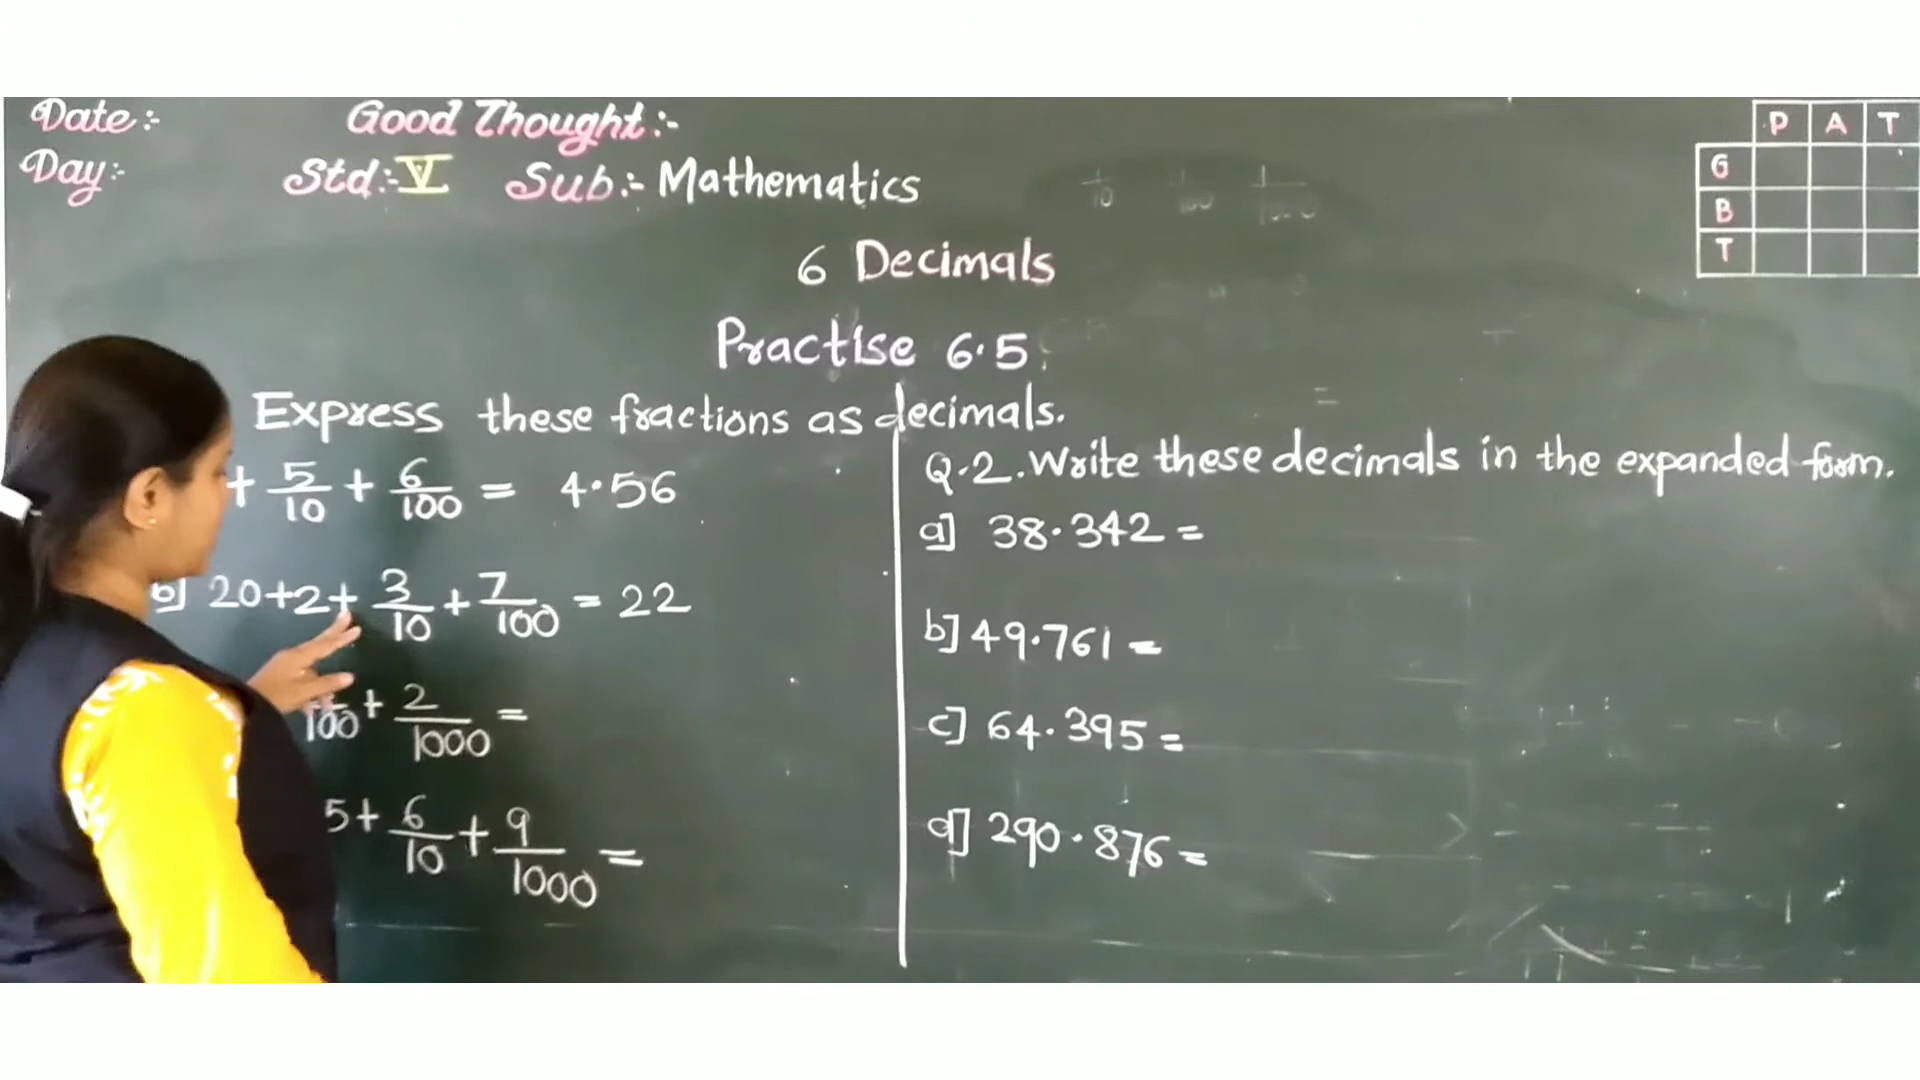 Date:- Good Thought:-
Day:- Std:- V Sub:- Mathematics
P A T
G
B
T
6 Decimals
Practise 6.5
Express these fractions as decimals.
+ 5/10 + 6/100 = 4.56
b] 20+2+ 3/10 + 7/100 = 22
100 + 2/1000 =
5+ 6/10 + 9/1000 =
Q.2. Write these decimals in the expanded form.
a] 38.342 =
b] 49.761 =
c] 64.395 =
d] 290.876 =